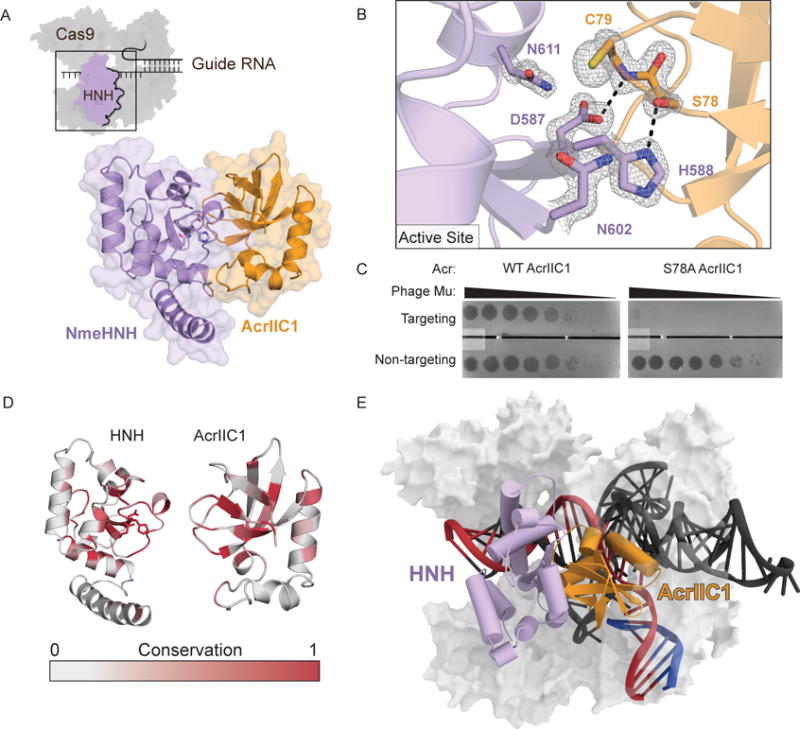 A
Cas9
Guide RNA
HNH
NmeHNH
AcrIIC1
B
C79
N611
S78
D587
H588
N602
Active Site
C
Acr: WT AcrIIC1 S78A AcrIIC1
Phage Mu:
Targeting
Non-targeting
D
HNH AcrIIC1
0 Conservation 1
E
HNH
AcrIIC1